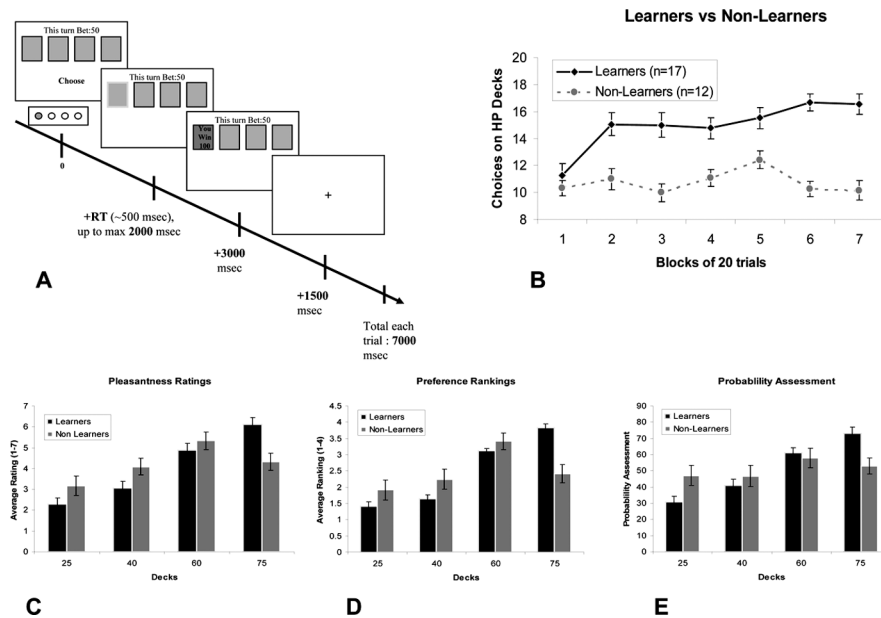 This turn Bet:50
Choose
This turn Bet:50
This turn Bet:50
You
Win
100
+
0
+RT (~500 msec),
up to max 2000 msec
+3000
msec
+1500
msec
Total each
trial : 7000
msec
A
Learners vs Non-Learners
Choices on HP Decks
20
18
16
14
12
10
8
Learners (n=17)
Non-Learners (n=12)
1 2 3 4 5 6 7
Blocks of 20 trials
B
Pleasantness Ratings
Average Rating (1-7)
7
6
5
4
3
2
1
0
Learners
Non Learners
25 40 60 75
Decks
C
Preference Rankings
Average Ranking (1-4)
4.5
4
3.5
3
2.5
2
1.5
1
0.5
0
Learners
Non-Learners
25 40 60 75
Decks
D
Probablility Assessment
Probablility Assessment
90
80
70
60
50
40
30
20
10
0
Learners
Non-Learners
25 40 60 75
Decks
E